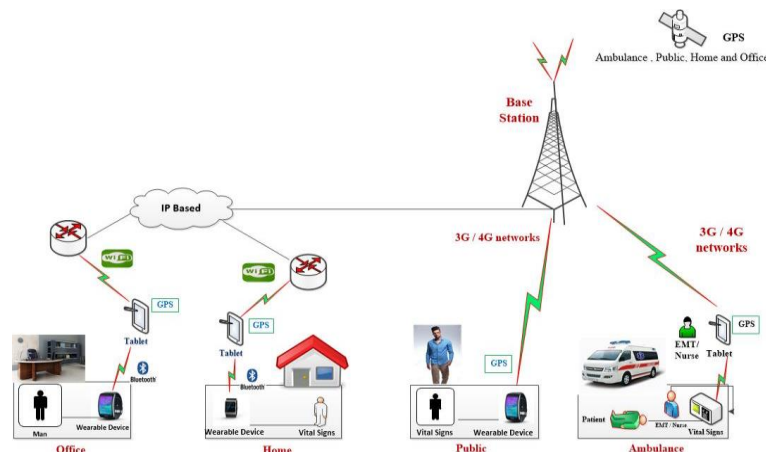 GPS
Ambulance , Public, Home and Office
Base
Station
IP Based
3G / 4G networks
3G / 4G
networks
WiFi
WiFi
GPS
Tablet
GPS
Tablet
GPS
EMT/
Nurse
GPS
Tablet
Bluetooth
Bluetooth
Man
Wearable Device
Wearable Device
Vital Signs
Vital Signs
Wearable Device
Patient
EMT / Nurse
Vital Signs
Office
Home
Public
Ambulance